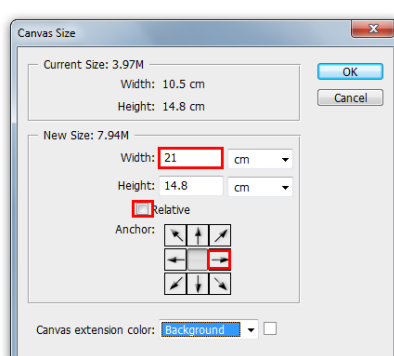 Canvas Size
Current Size: 3.97M
Width: 10.5 cm
Height: 14.8 cm
OK
Cancel
New Size: 7.94M
Width: 21 cm
Height: 14.8 cm
Relative
Anchor:
Canvas extension color: Background